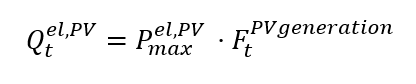 Q_t^{el,PV} = P_{max}^{el,PV} · F_t^{PVgeneration}